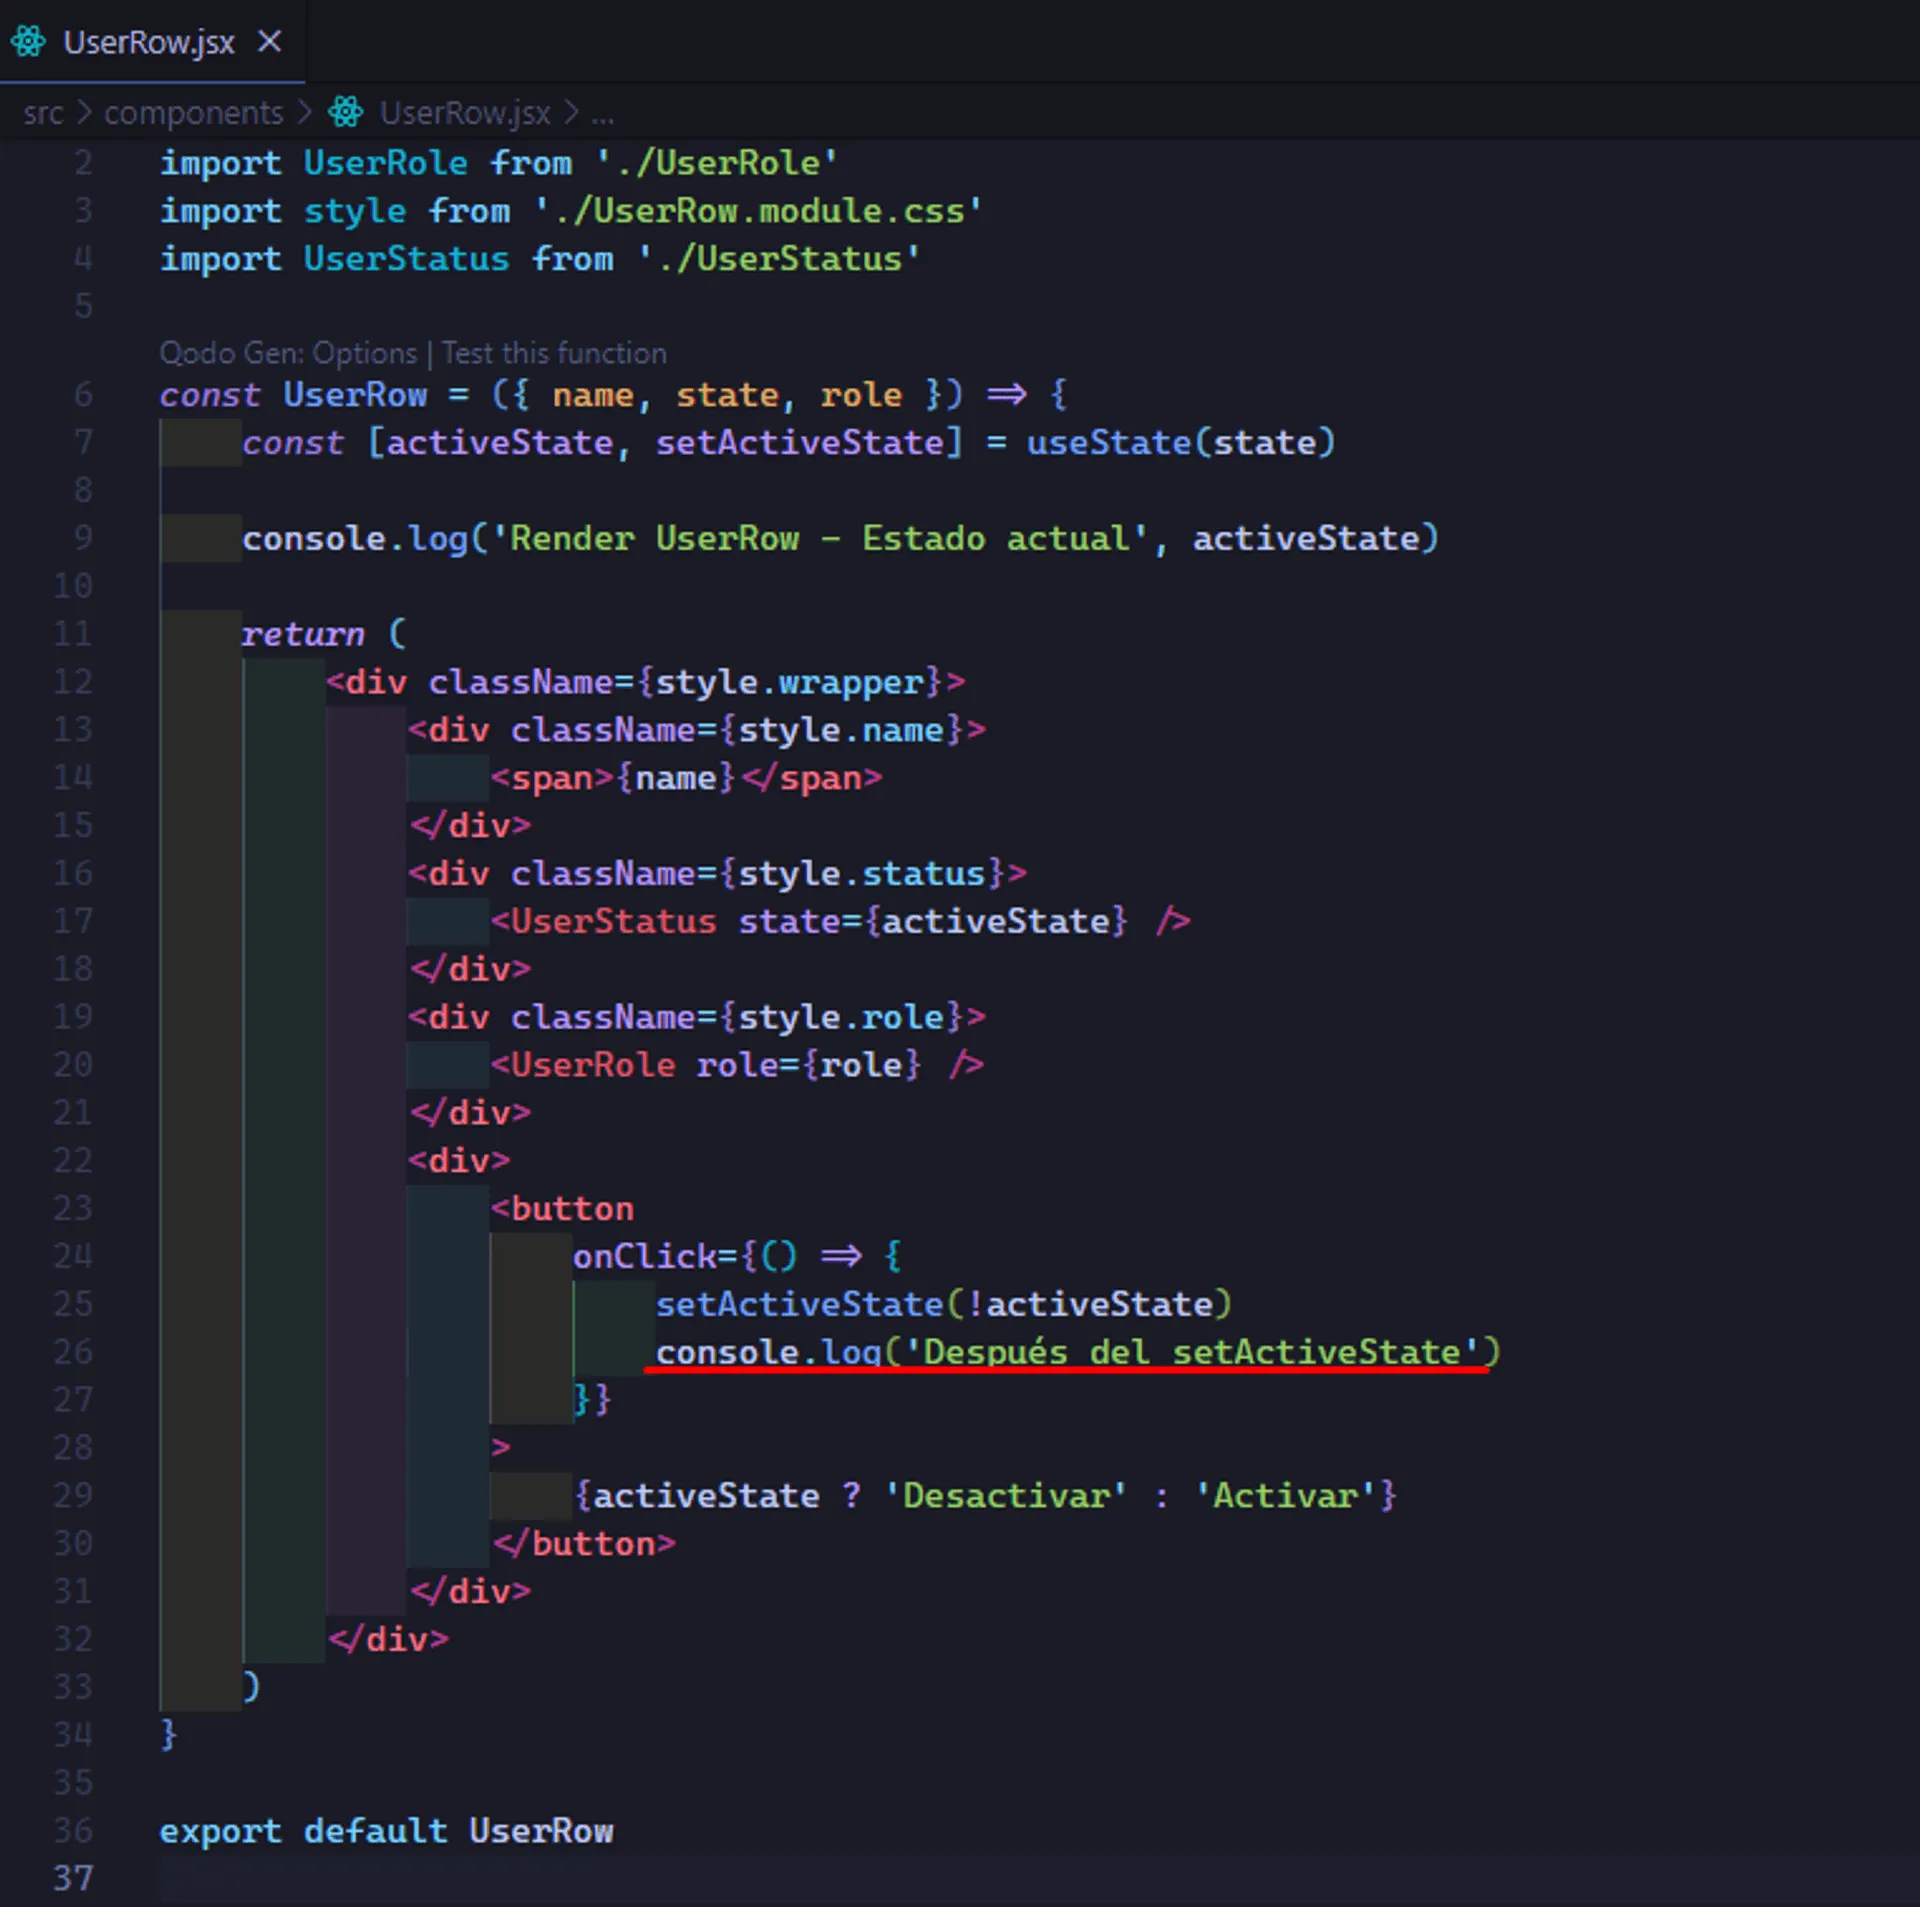 UserRow.jsx
src > components > UserRow.jsx > ...
2 import UserRole from './UserRole'
3 import style from './UserRow.module.css'
4 import UserStatus from './UserStatus'
5
Qodo Gen: Options | Test this function
6 const UserRow = ({ name, state, role }) => {
7 const [activeState, setActiveState] = useState(state)
8
9 console.log('Render UserRow - Estado actual', activeState)
10
11 return (
12 <div className={style.wrapper}>
13 <div className={style.name}>
14 <span>{name}</span>
15 </div>
16 <div className={style.status}>
17 <UserStatus state={activeState} />
18 </div>
19 <div className={style.role}>
20 <UserRole role={role} />
21 </div>
22 <div>
23 <button
24 onClick={() => {
25 setActiveState(!activeState)
26 console.log('Después del setActiveState')
27 }}
28 >
29 {activeState ? 'Desactivar' : 'Activar'}
30 </button>
31 </div>
32 </div>
33 )
34 }
35
36 export default UserRow
37